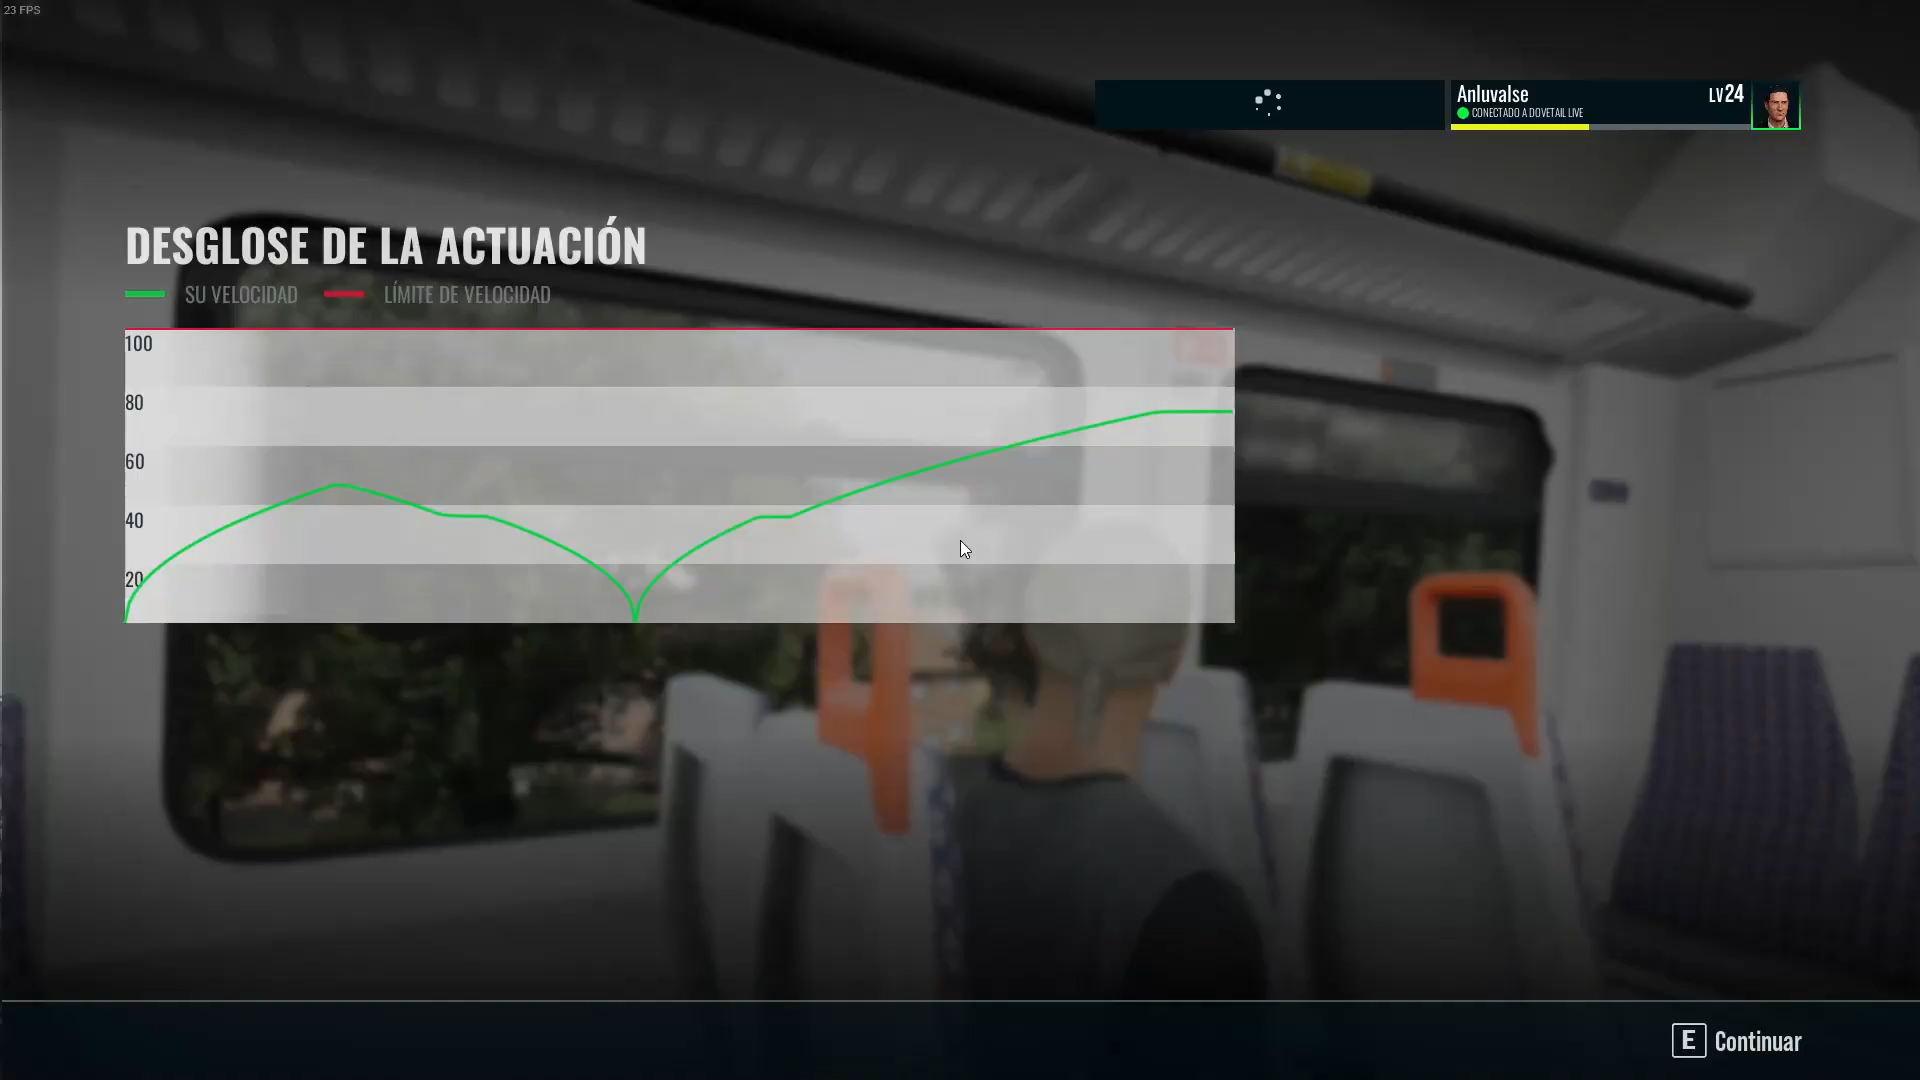 23 FPS
Anluvalse
LV24
CONECTADO A DOVETAIL LIVE
DESGLOSE DE LA ACTUACIÓN
SU VELOCIDAD
LÍMITE DE VELOCIDAD
100
80
60
40
20
E Continuar